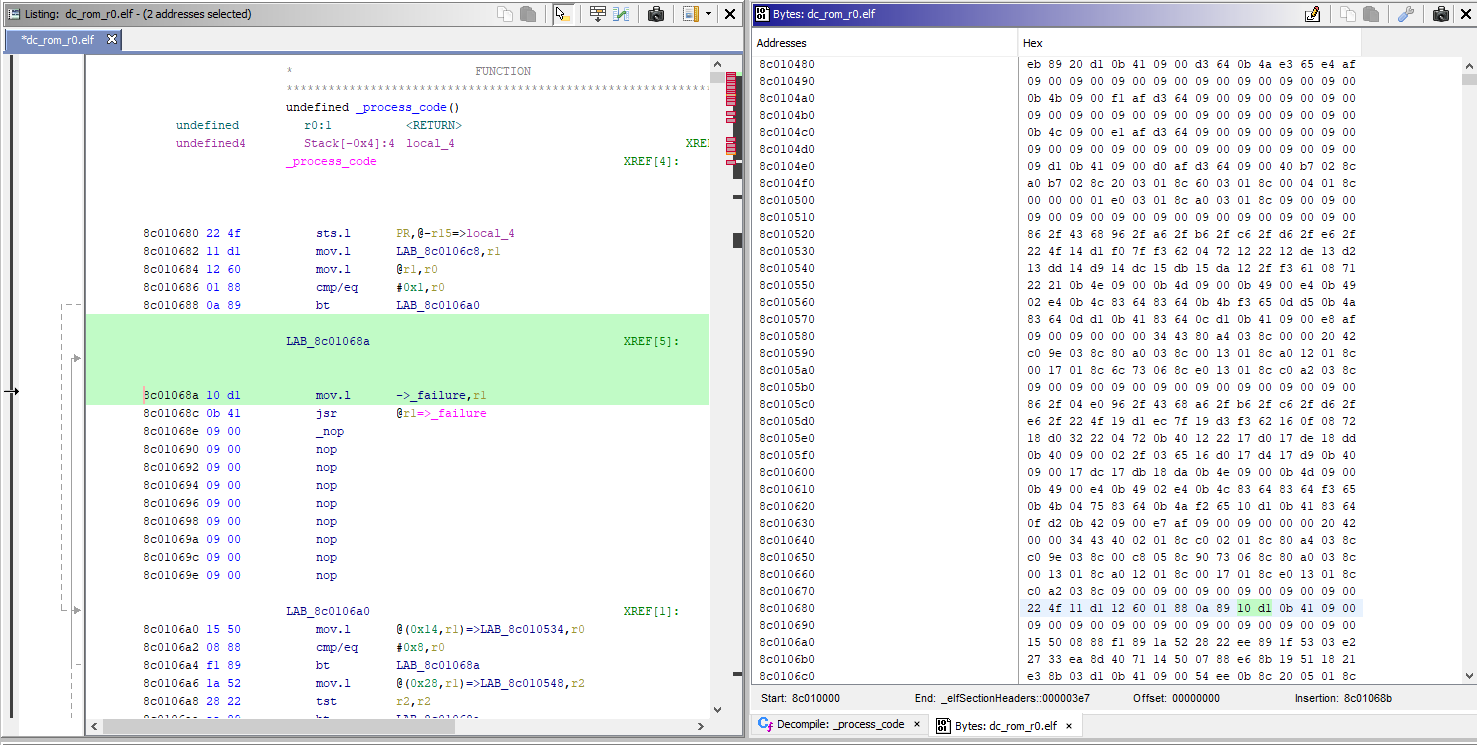 Listing: dc_rom_r0.elf - (2 addresses selected)
*dc_rom_r0.elf
* FUNCTION
************************************************************
undefined _process_code()
undefined r0:1 <RETURN>
undefined4 Stack[-0x4]:4 local_4 XREF
_process_code XREF[4]:
8c010680 22 4f sts.l PR,@-r15=>local_4
8c010682 11 d1 mov.l LAB_8c0106c8,r1
8c010684 12 60 mov.l @r1,r0
8c010686 01 88 cmp/eq #0x1,r0
8c010688 0a 89 bt LAB_8c0106a0
LAB_8c01068a XREF[5]:
8c01068a 10 d1 mov.l ->_failure,r1
8c01068c 0b 41 jsr @r1=>_failure
8c01068e 09 00 _nop
8c010690 09 00 nop
8c010692 09 00 nop
8c010694 09 00 nop
8c010696 09 00 nop
8c010698 09 00 nop
8c01069a 09 00 nop
8c01069c 09 00 nop
8c01069e 09 00 nop
LAB_8c0106a0 XREF[1]:
8c0106a0 15 50 mov.l @(0x14,r1)=>LAB_8c010534,r0
8c0106a2 08 88 cmp/eq #0x8,r0
8c0106a4 f1 89 bt LAB_8c01068a
8c0106a6 1a 52 mov.l @(0x28,r1)=>LAB_8c010548,r2
8c0106a8 28 22 tst r2,r2
Bytes: dc_rom_r0.elf
Addresses Hex
8c010480 eb 89 20 d1 0b 41 09 00 d3 64 0b 4a e3 65 e4 af
8c010490 09 00 09 00 09 00 09 00 09 00 09 00 09 00 09 00
8c0104a0 0b 4b 09 00 f1 af d3 64 09 00 09 00 09 00 09 00
8c0104b0 09 00 09 00 09 00 09 00 09 00 09 00 09 00 09 00
8c0104c0 0b 4c 09 00 e1 af d3 64 09 00 09 00 09 00 09 00
8c0104d0 09 00 09 00 09 00 09 00 09 00 09 00 09 00 09 00
8c0104e0 09 d1 0b 41 09 00 d0 af d3 64 09 00 40 b7 02 8c
8c0104f0 a0 b7 02 8c 20 03 01 8c 60 03 01 8c 00 04 01 8c
8c010500 00 00 00 01 e0 03 01 8c a0 03 01 8c 09 00 09 00
8c010510 09 00 09 00 09 00 09 00 09 00 09 00 09 00 09 00
8c010520 86 2f 43 68 96 2f a6 2f b6 2f c6 2f d6 2f e6 2f
8c010530 22 4f 14 d1 f0 7f f3 62 04 72 12 22 12 de 13 d2
8c010540 13 dd 14 d9 14 dc 15 db 15 da 12 2f f3 61 08 71
8c010550 22 21 0b 4e 09 00 0b 4d 09 00 0b 49 00 e4 0b 49
8c010560 02 e4 0b 4c 83 64 83 64 0b 4b f3 65 0d d5 0b 4a
8c010570 83 64 0d d1 0b 41 83 64 0c d1 0b 41 09 00 e8 af
8c010580 09 00 09 00 00 00 34 43 80 a4 03 8c 00 00 20 42
8c010590 c0 9e 03 8c 80 a0 03 8c 00 13 01 8c a0 12 01 8c
8c0105a0 00 17 01 8c 6c 73 06 8c e0 13 01 8c c0 a2 03 8c
8c0105b0 09 00 09 00 09 00 09 00 09 00 09 00 09 00 09 00
8c0105c0 86 2f 04 e0 96 2f 43 68 a6 2f b6 2f c6 2f d6 2f
8c0105d0 e6 2f 22 4f 19 d1 ec 7f 19 d3 f3 62 16 0f 08 72
8c0105e0 18 d0 32 22 04 72 0b 40 12 22 17 d0 17 de 18 dd
8c0105f0 0b 40 09 00 02 2f 03 65 16 d0 17 d4 17 d9 0b 40
8c010600 09 00 17 dc 17 db 18 da 0b 4e 09 00 0b 4d 09 00
8c010610 0b 49 00 e4 0b 49 02 e4 0b 4c 83 64 83 64 f3 65
8c010620 0b 4b 04 75 83 64 0b 4a f2 65 10 d1 0b 41 83 64
8c010630 0f d2 0b 42 09 00 e7 af 09 00 09 00 00 00 20 42
8c010640 00 00 34 43 40 02 01 8c c0 02 01 8c 80 a4 03 8c
8c010650 c0 9e 03 8c 00 c8 05 8c 90 73 06 8c 80 a0 03 8c
8c010660 00 13 01 8c a0 12 01 8c 00 17 01 8c e0 13 01 8c
8c010670 c0 a2 03 8c 09 00 09 00 09 00 09 00 09 00 09 00
8c010680 22 4f 11 d1 12 60 01 88 0a 89 10 d1 0b 41 09 00
8c010690 09 00 09 00 09 00 09 00 09 00 09 00 09 00 09 00
8c0106a0 15 50 08 88 f1 89 1a 52 28 22 ee 89 1f 53 03 e2
8c0106b0 27 33 ea 8d 40 71 14 50 07 88 e6 8b 19 51 18 21
8c0106c0 e3 8b 03 d1 0b 41 09 00 54 ee 0b 8c 20 05 01 8c
Start: 8c010000 End: _elfSectionHeaders::000003e7 Offset: 00000000 Insertion: 8c01068b
Decompile: _process_code × Bytes: dc_rom_r0.elf ×